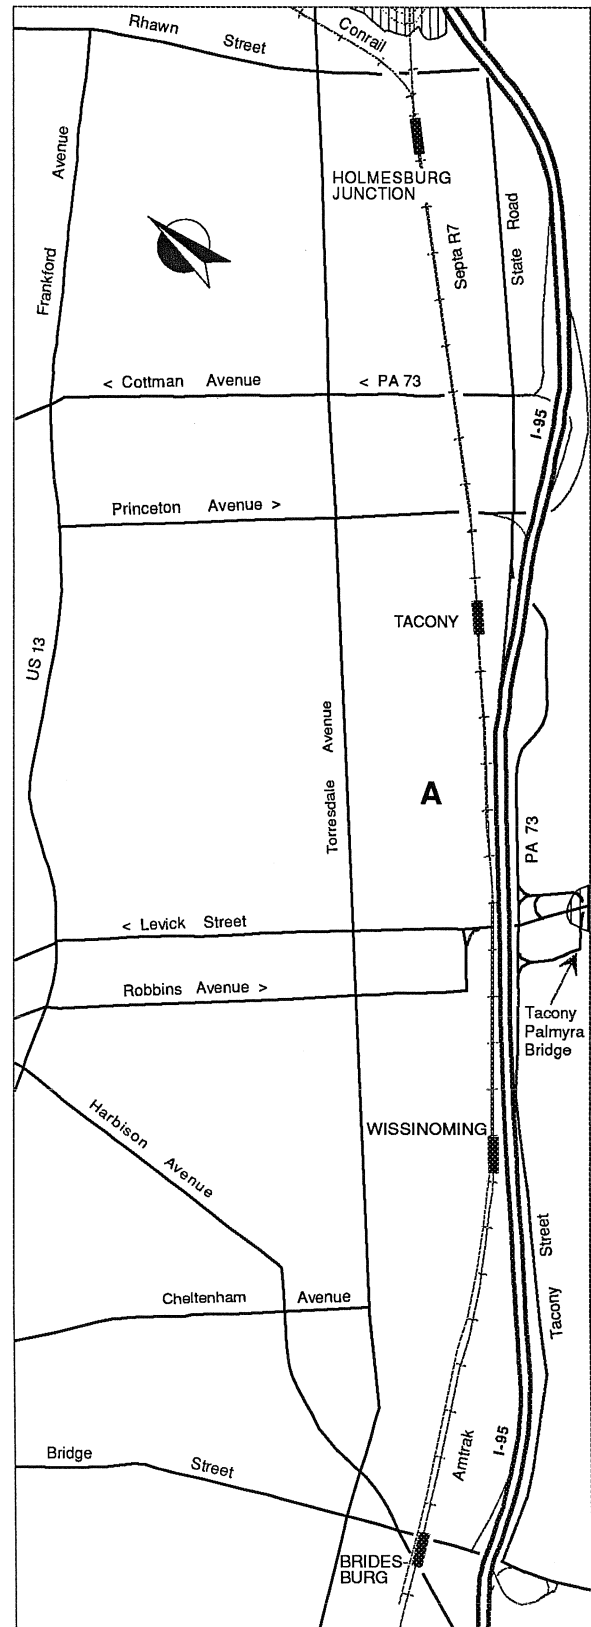 Rhawn Street
Conrail
HOLMESBURG
JUNCTION
Frankford Avenue
Septa R7
State Road
< Cottman Avenue
< PA 73
I-95
Princeton Avenue >
TACONY
US 13
Torresdale Avenue
A
PA 73
< Levick Street
Robbins Avenue >
Tacony
Palmyra
Bridge
WISSINOMING
Harbison Avenue
Tacony Street
Cheltenham Avenue
Amtrak
I-95
Bridge Street
BRIDES-
BURG